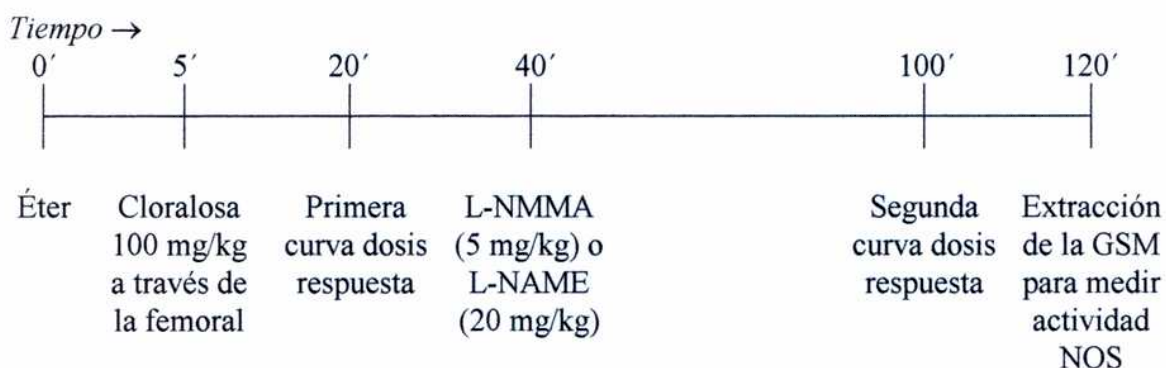 Tiempo →
0´ 5´ 20´ 40´ 100´ 120´
Éter Cloralosa Primera L-NMMA Segunda Extracción
100 mg/kg curva dosis (5 mg/kg) o curva dosis de la GSM
a través de respuesta L-NAME respuesta para medir
la femoral (20 mg/kg) actividad
NOS